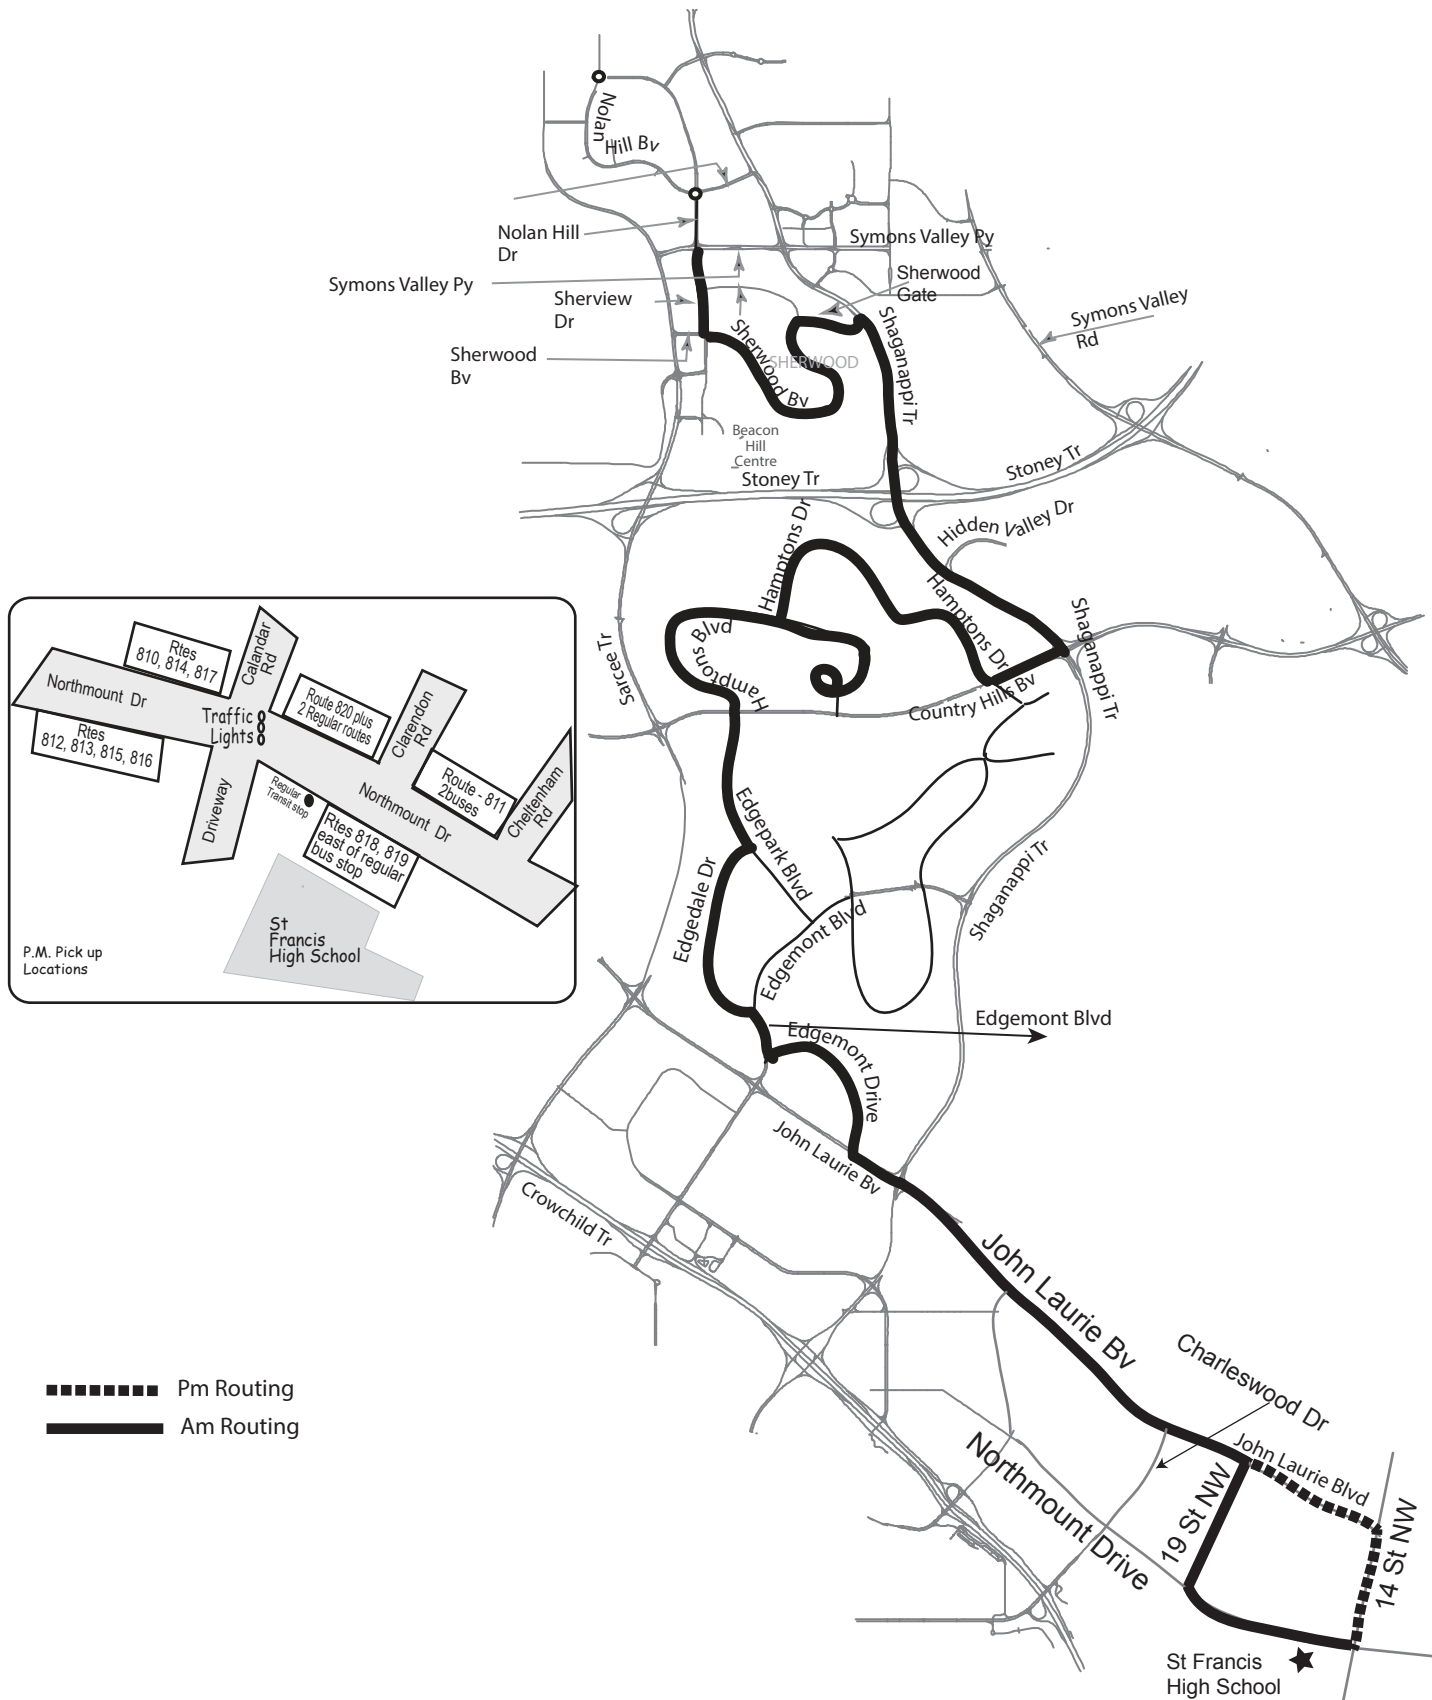 Nolan
Hill Bv
Nolan Hill
Dr
Symons Valley Py
Symons Valley Py
Sherwood
Gate
Sherview
Dr
Symons Valley
Rd
Sherwood
Bv
Sherwood Bv
SHERWOOD
Shaganappi Tr
Beacon
Hill
Centre
Stoney Tr
Stoney Tr
Hidden Valley Dr
Hamptons Dr
Hamptons Dr
Shaganappi Tr
Hamptons Blvd
Sarcee Tr
Country Hills Bv
Rtes
810, 814, 817
Calandar
Rd
Northmount Dr
Route 820 plus
2 Regular routes
Clarendon
Rd
Traffic
Lights
Rtes
812, 813, 815, 816
Route - 811
2buses
Cheltenham
Rd
Driveway
Regular
Transit stop
Northmount Dr
Rtes 818, 819
east of regular
bus stop
St
Francis
High School
P.M. Pick up
Locations
Edgepark Blvd
Edgedale Dr
Edgemont Blvd
Shaganappi Tr
Edgemont Blvd
Edgemont Drive
John Laurie Bv
Crowchild Tr
John Laurie Bv
Charleswood Dr
Pm Routing
Am Routing
Northmount Drive
John Laurie Blvd
19 St NW
14 St NW
St Francis
High School